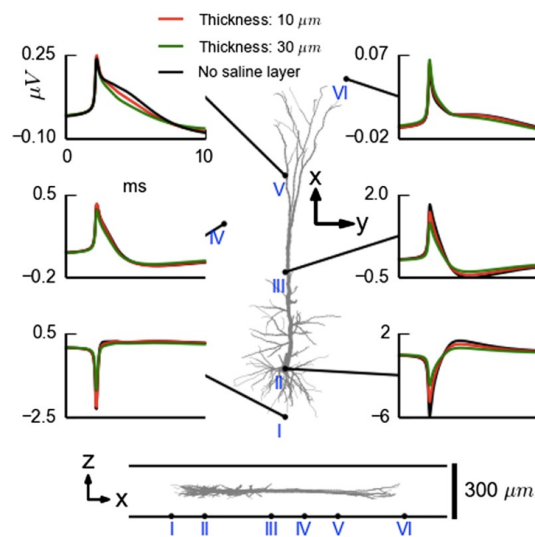 Thickness: 10 μm
Thickness: 30 μm
No saline layer
0.25
μV
−0.10
0
10
ms
0.07
−0.02
VI
V
x
y
0.5
−0.2
IV
2.0
−0.5
III
0.5
−2.5
II
2
−6
I
z
x
300 μm
I II III IV V VI